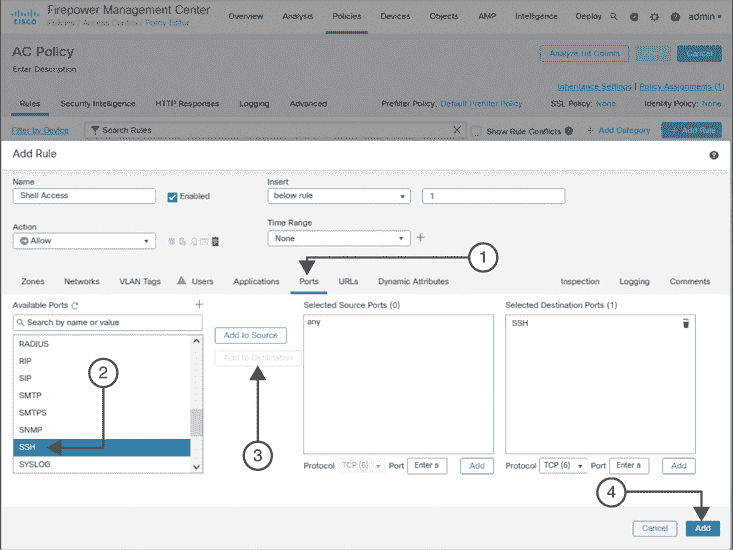 CISCO
Firepower Management Center
Policies / Access Control / Policy Editor
Overview Analysis Policies Devices Objects AMP Intelligence Deploy admin
AC Policy
Enter Description
Analyze Hit Counts Cancel
Inheritance Settings | Policy Assignments (1)
Rules Security Intelligence HTTP Responses Logging Advanced Prefilter Policy: Default Prefilter Policy SSL Policy: None Identity Policy: None
Filter by Device Search Rules Show Rule Conflicts + Add Category + Add Rule
Add Rule
Name
Shell Access
Enabled
Insert
below rule 1
Action
Allow
Time Range
None
1
Zones Networks VLAN Tags Users Applications Ports URLs Dynamic Attributes Inspection Logging Comments
Available Ports
Search by name or value
RADIUS
RIP
SIP
SMTP
SMTPS
SNMP
SSH
SYSLOG
2
Add to Source
Add to Destination
3
Selected Source Ports (0)
any
Protocol TCP (6) Port Enter a Add
Selected Destination Ports (1)
SSH
Protocol TCP (6) Port Enter a Add
4
Cancel Add